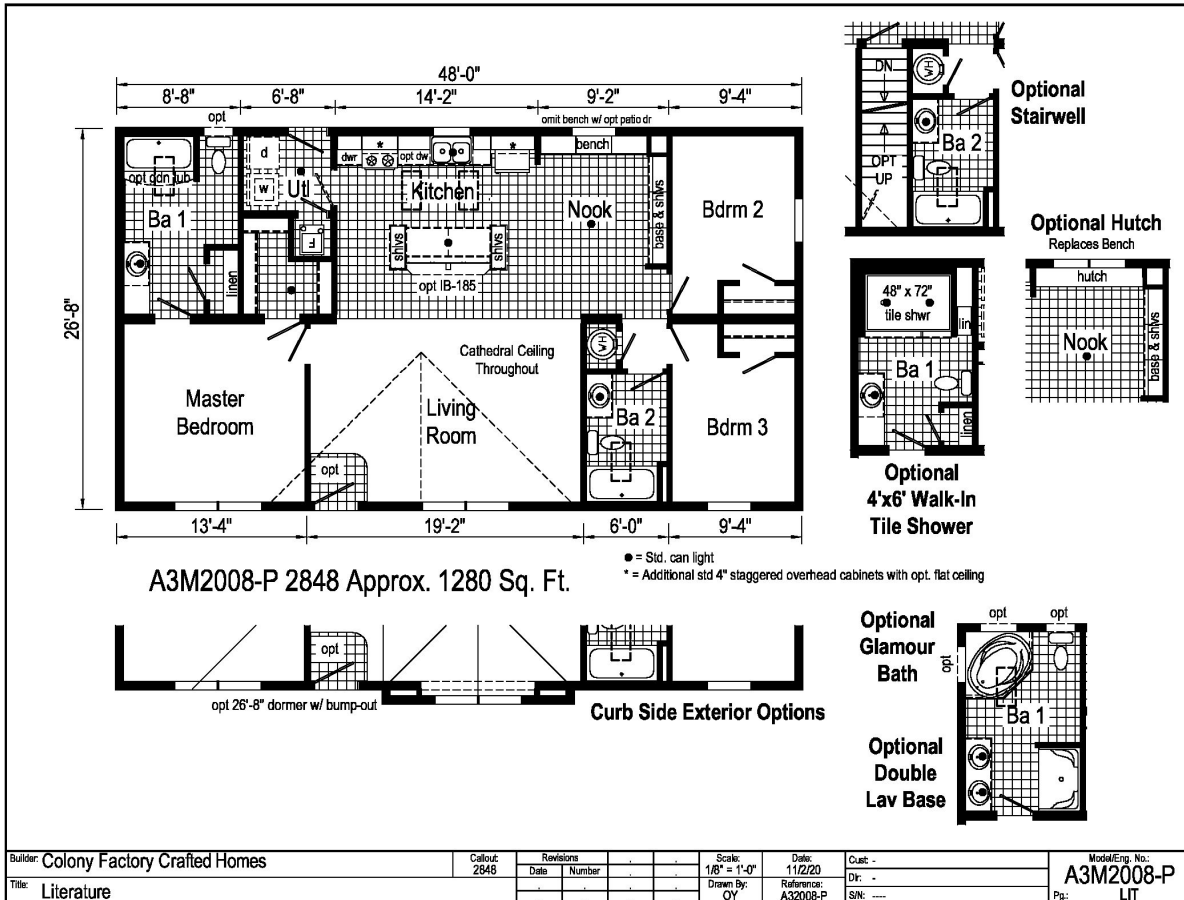 48'-0"
8'-8"
6'-8"
14'-2"
9'-2"
9'-4"
opt
omit bench w/ opt patio dr
bench
opt gdn tub
d
w
Utl
dwr
*
opt dw
*
Kitchen
Nook
base & shlvs
Bdrm 2
Ba 1
F
shlvs
shlvs
linen
opt IB-185
26'-8"
Cathedral Ceiling
Throughout
WH
Master
Bedroom
Living
Room
Ba 2
Bdrm 3
opt
13'-4"
19'-2"
6'-0"
9'-4"
● = Std. can light
* = Additional std 4" staggered overhead cabinets with opt. flat ceiling
A3M2008-P 2848 Approx. 1280 Sq. Ft.
opt
opt 26'-8" dormer w/ bump-out
Curb Side Exterior Options
DN
WH
OPT
UP
Ba 2
Optional
Stairwell
Optional Hutch
Replaces Bench
hutch
Nook
base & shlvs
48" x 72"
tile shwr
lin
Ba 1
linen
Optional
4'x6' Walk-In
Tile Shower
Optional
Glamour
Bath
opt
opt
opt
Ba 1
Optional
Double
Lav Base
Builder: Colony Factory Crafted Homes
Title: Literature
Callout:
2848
Revisions
Date Number
Scale:
1/8" = 1'-0"
Drawn By:
OY
Date:
11/2/20
Reference:
A32008-P
Cust: -
Dir: -
S/N: ----
Model/Eng. No.:
A3M2008-P
Pg.: LIT